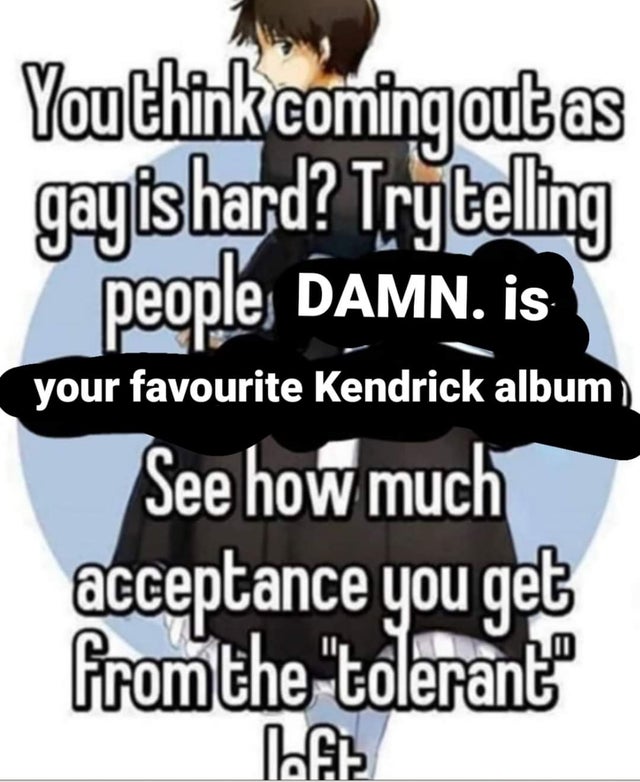 You think coming out as
gay is hard? Try telling
people DAMN. is
your favourite Kendrick album
See how much
acceptance you get
from the "tolerant"
left